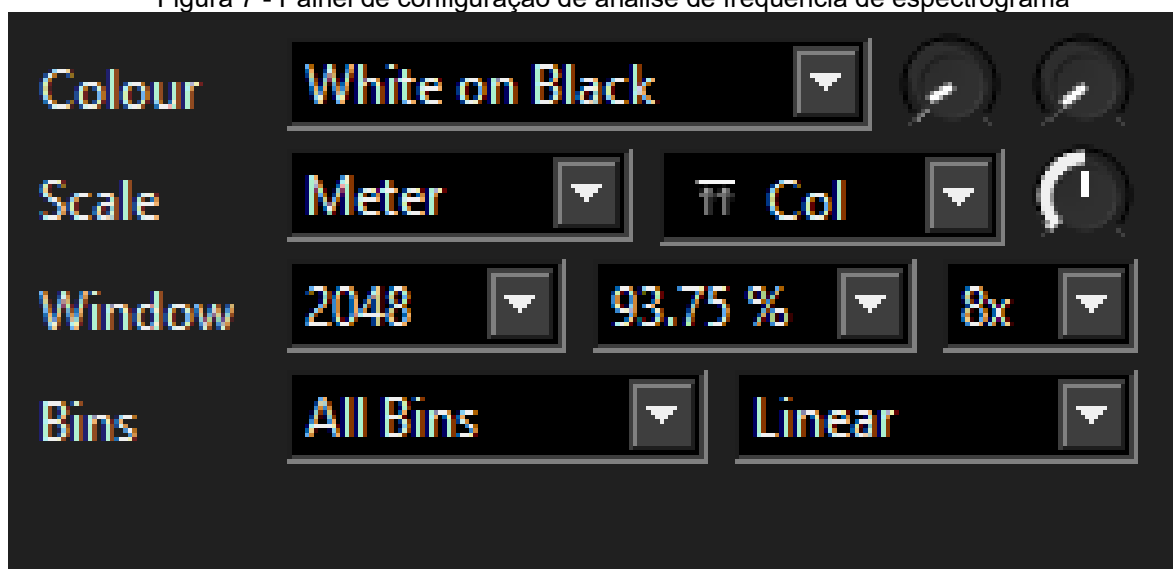 Figura 7 - Painel de configuração de análise de frequência de espectrograma
Colour White on Black
Scale Meter Col
Window 2048 93.75 % 8x
Bins All Bins Linear